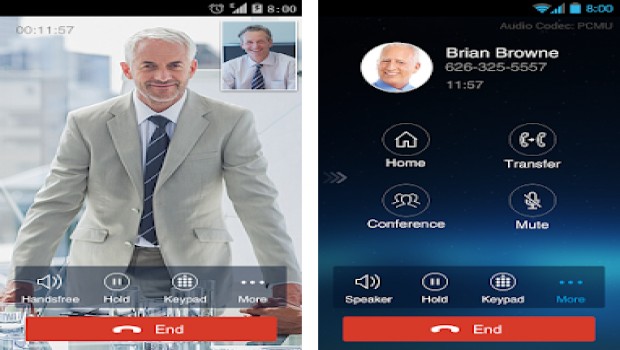 8:00
00:11:57
Handsfree Hold Keypad More
End
8:00
Audio Codec: PCMU
Brian Browne
626-325-5557
11:57
Home Transfer
Conference Mute
Speaker Hold Keypad More
End